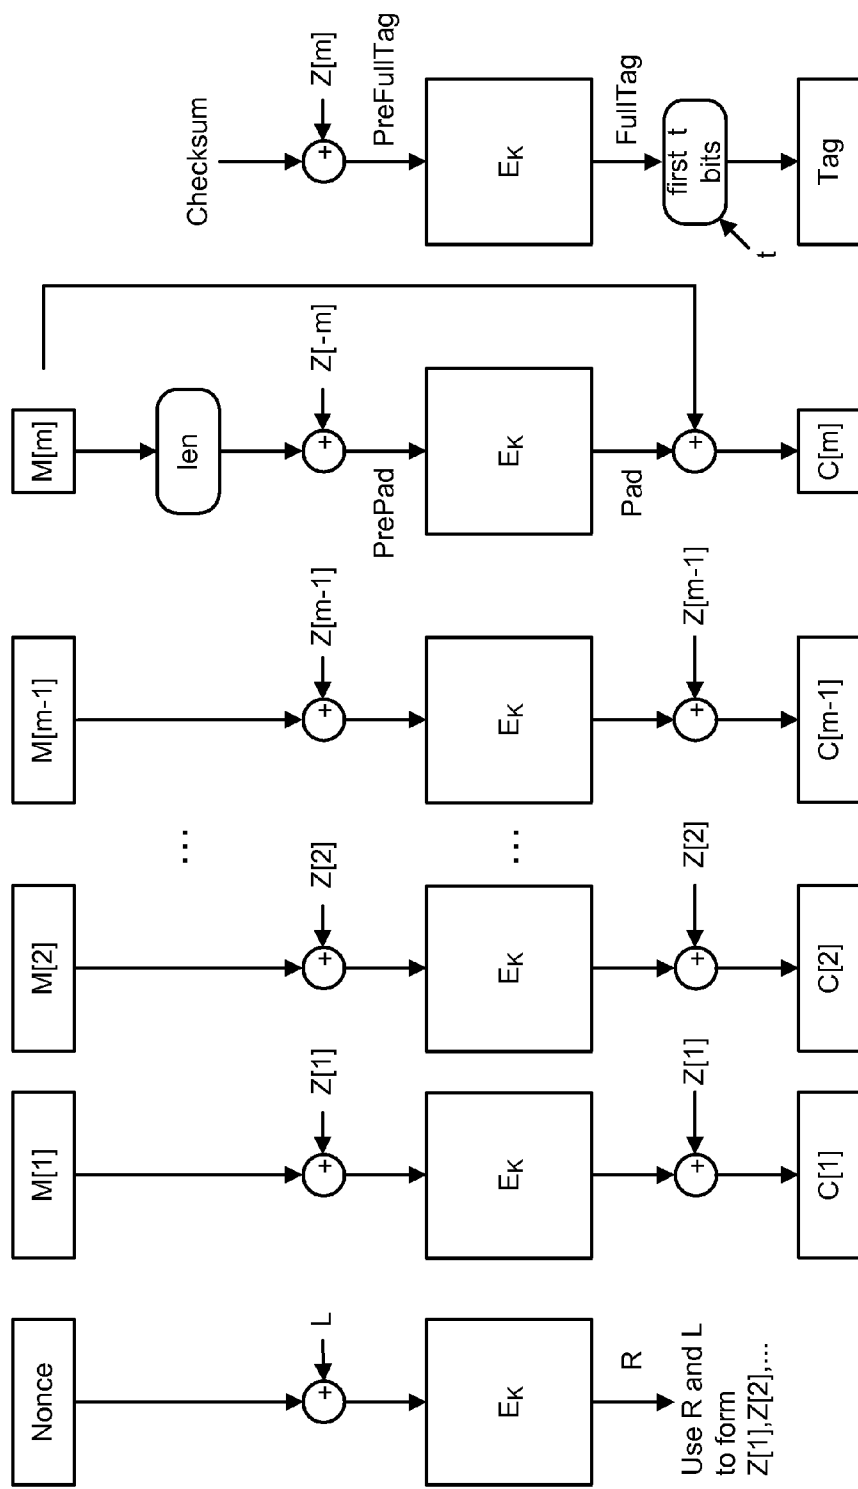 Nonce
M[1]
M[2]
M[m-1]
M[m]
...
len
Checksum
+
L
+
Z[1]
+
Z[2]
+
Z[m-1]
+
Z[-m]
+
Z[m]
PrePad
PreFullTag
EK
EK
EK
...
EK
EK
EK
R
Pad
FullTag
Use R and L
to form
Z[1],Z[2],...
+
Z[1]
+
Z[2]
+
Z[m-1]
+
first t
bits
t
C[1]
C[2]
C[m-1]
C[m]
Tag